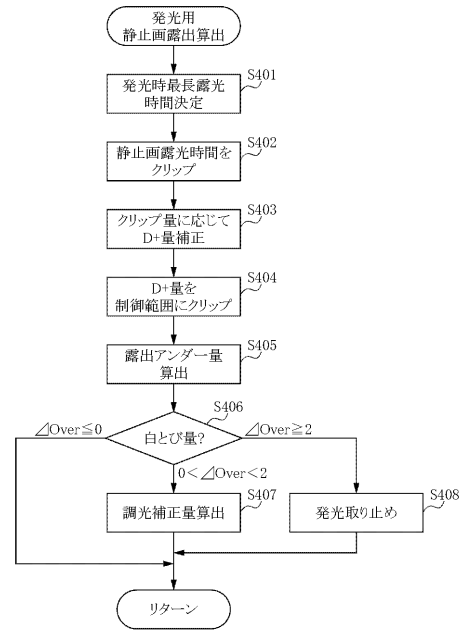 発光用
静止画露出算出
S401
発光時最長露光
時間決定
S402
静止画露光時間を
クリップ
S403
クリップ量に応じて
D+量補正
S404
D+量を
制御範囲にクリップ
S405
露出アンダー量
算出
S406
⊿Over≦0
白とび量?
⊿Over≧2
0<⊿Over<2
S407
調光補正量算出
S408
発光取り止め
リターン